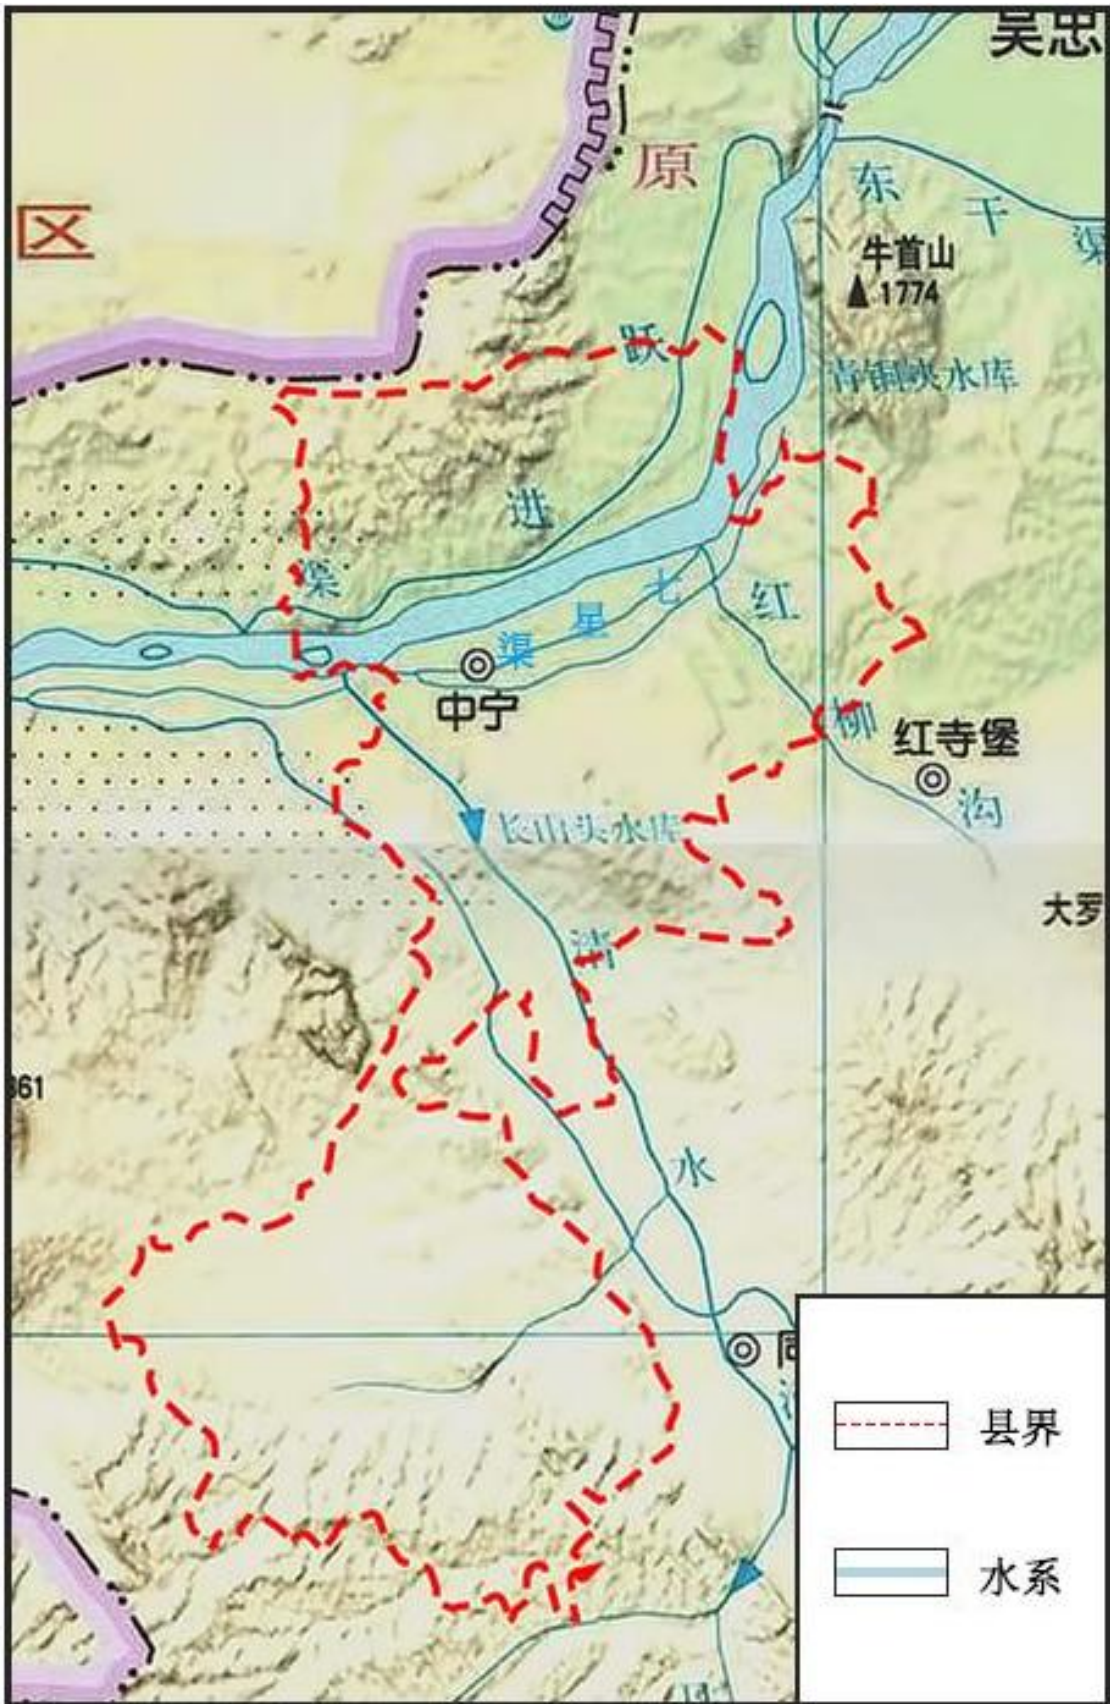 吴忠
原
区
东
干
渠
牛首山
1774
跃
青铜峡水库
进
渠
七
星
渠
红
中宁
柳
红寺堡
沟
长山头水库
大罗
清
361
水
同
县界
水系